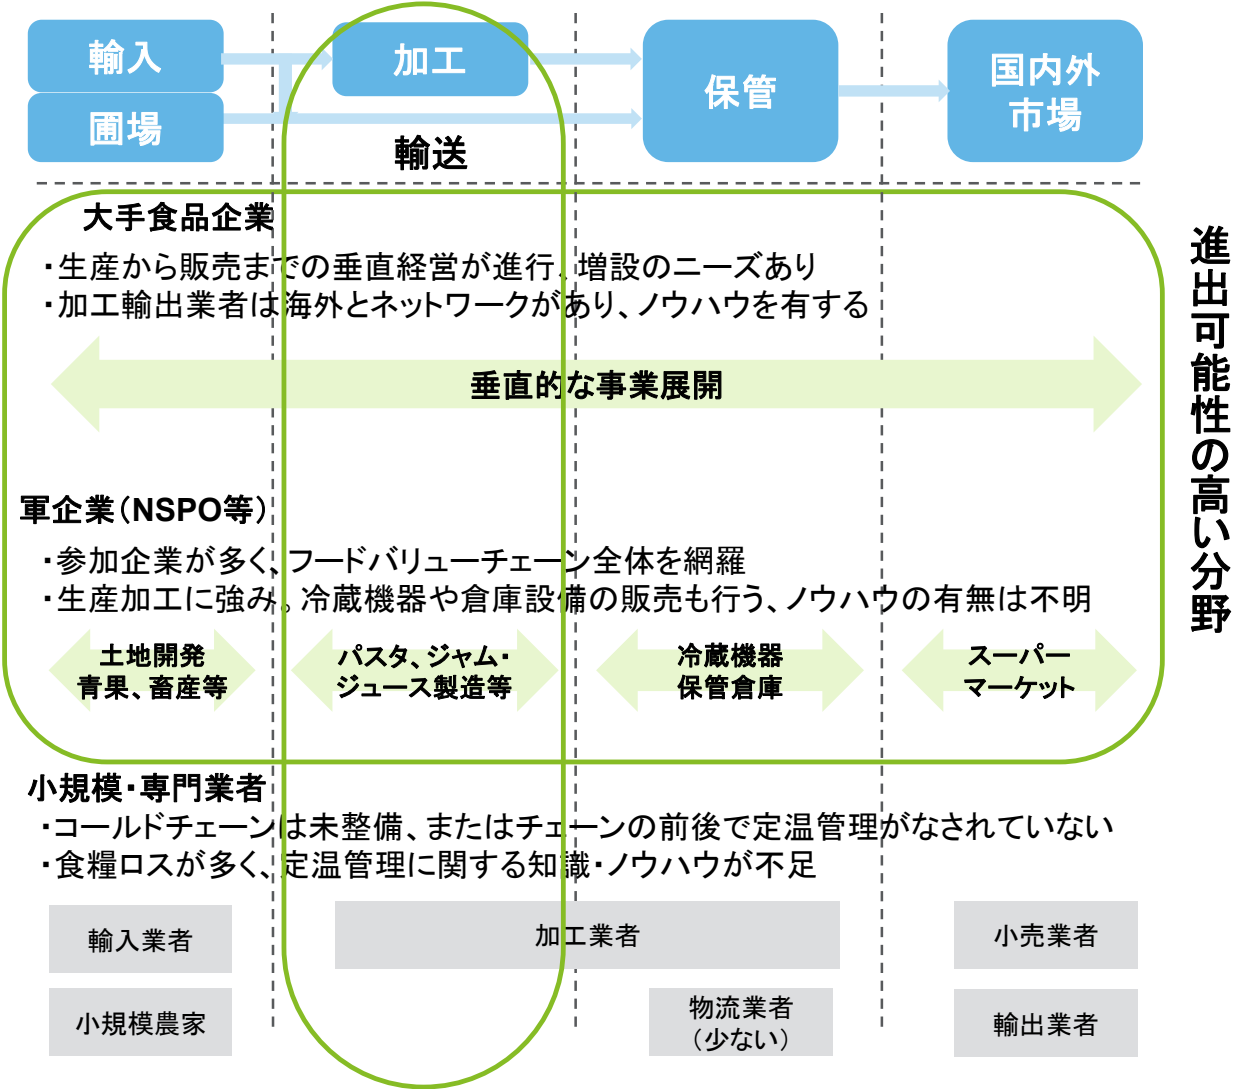 輸入
圃場
加工
輸送
保管
国内外
市場
大手食品企業
・生産から販売までの垂直経営が進行、増設のニーズあり
・加工輸出業者は海外とネットワークがあり、ノウハウを有する
垂直的な事業展開
軍企業（NSPO等）
・参加企業が多く、フードバリューチェーン全体を網羅
・生産加工に強み。冷蔵機器や倉庫設備の販売も行う、ノウハウの有無は不明
土地開発
青果、畜産等
パスタ、ジャム・
ジュース製造等
冷蔵機器
保管倉庫
スーパー
マーケット
進出可能性の高い分野
小規模・専門業者
・コールドチェーンは未整備、またはチェーンの前後で定温管理がなされていない
・食糧ロスが多く、定温管理に関する知識・ノウハウが不足
輸入業者
加工業者
小売業者
小規模農家
物流業者
（少ない）
輸出業者